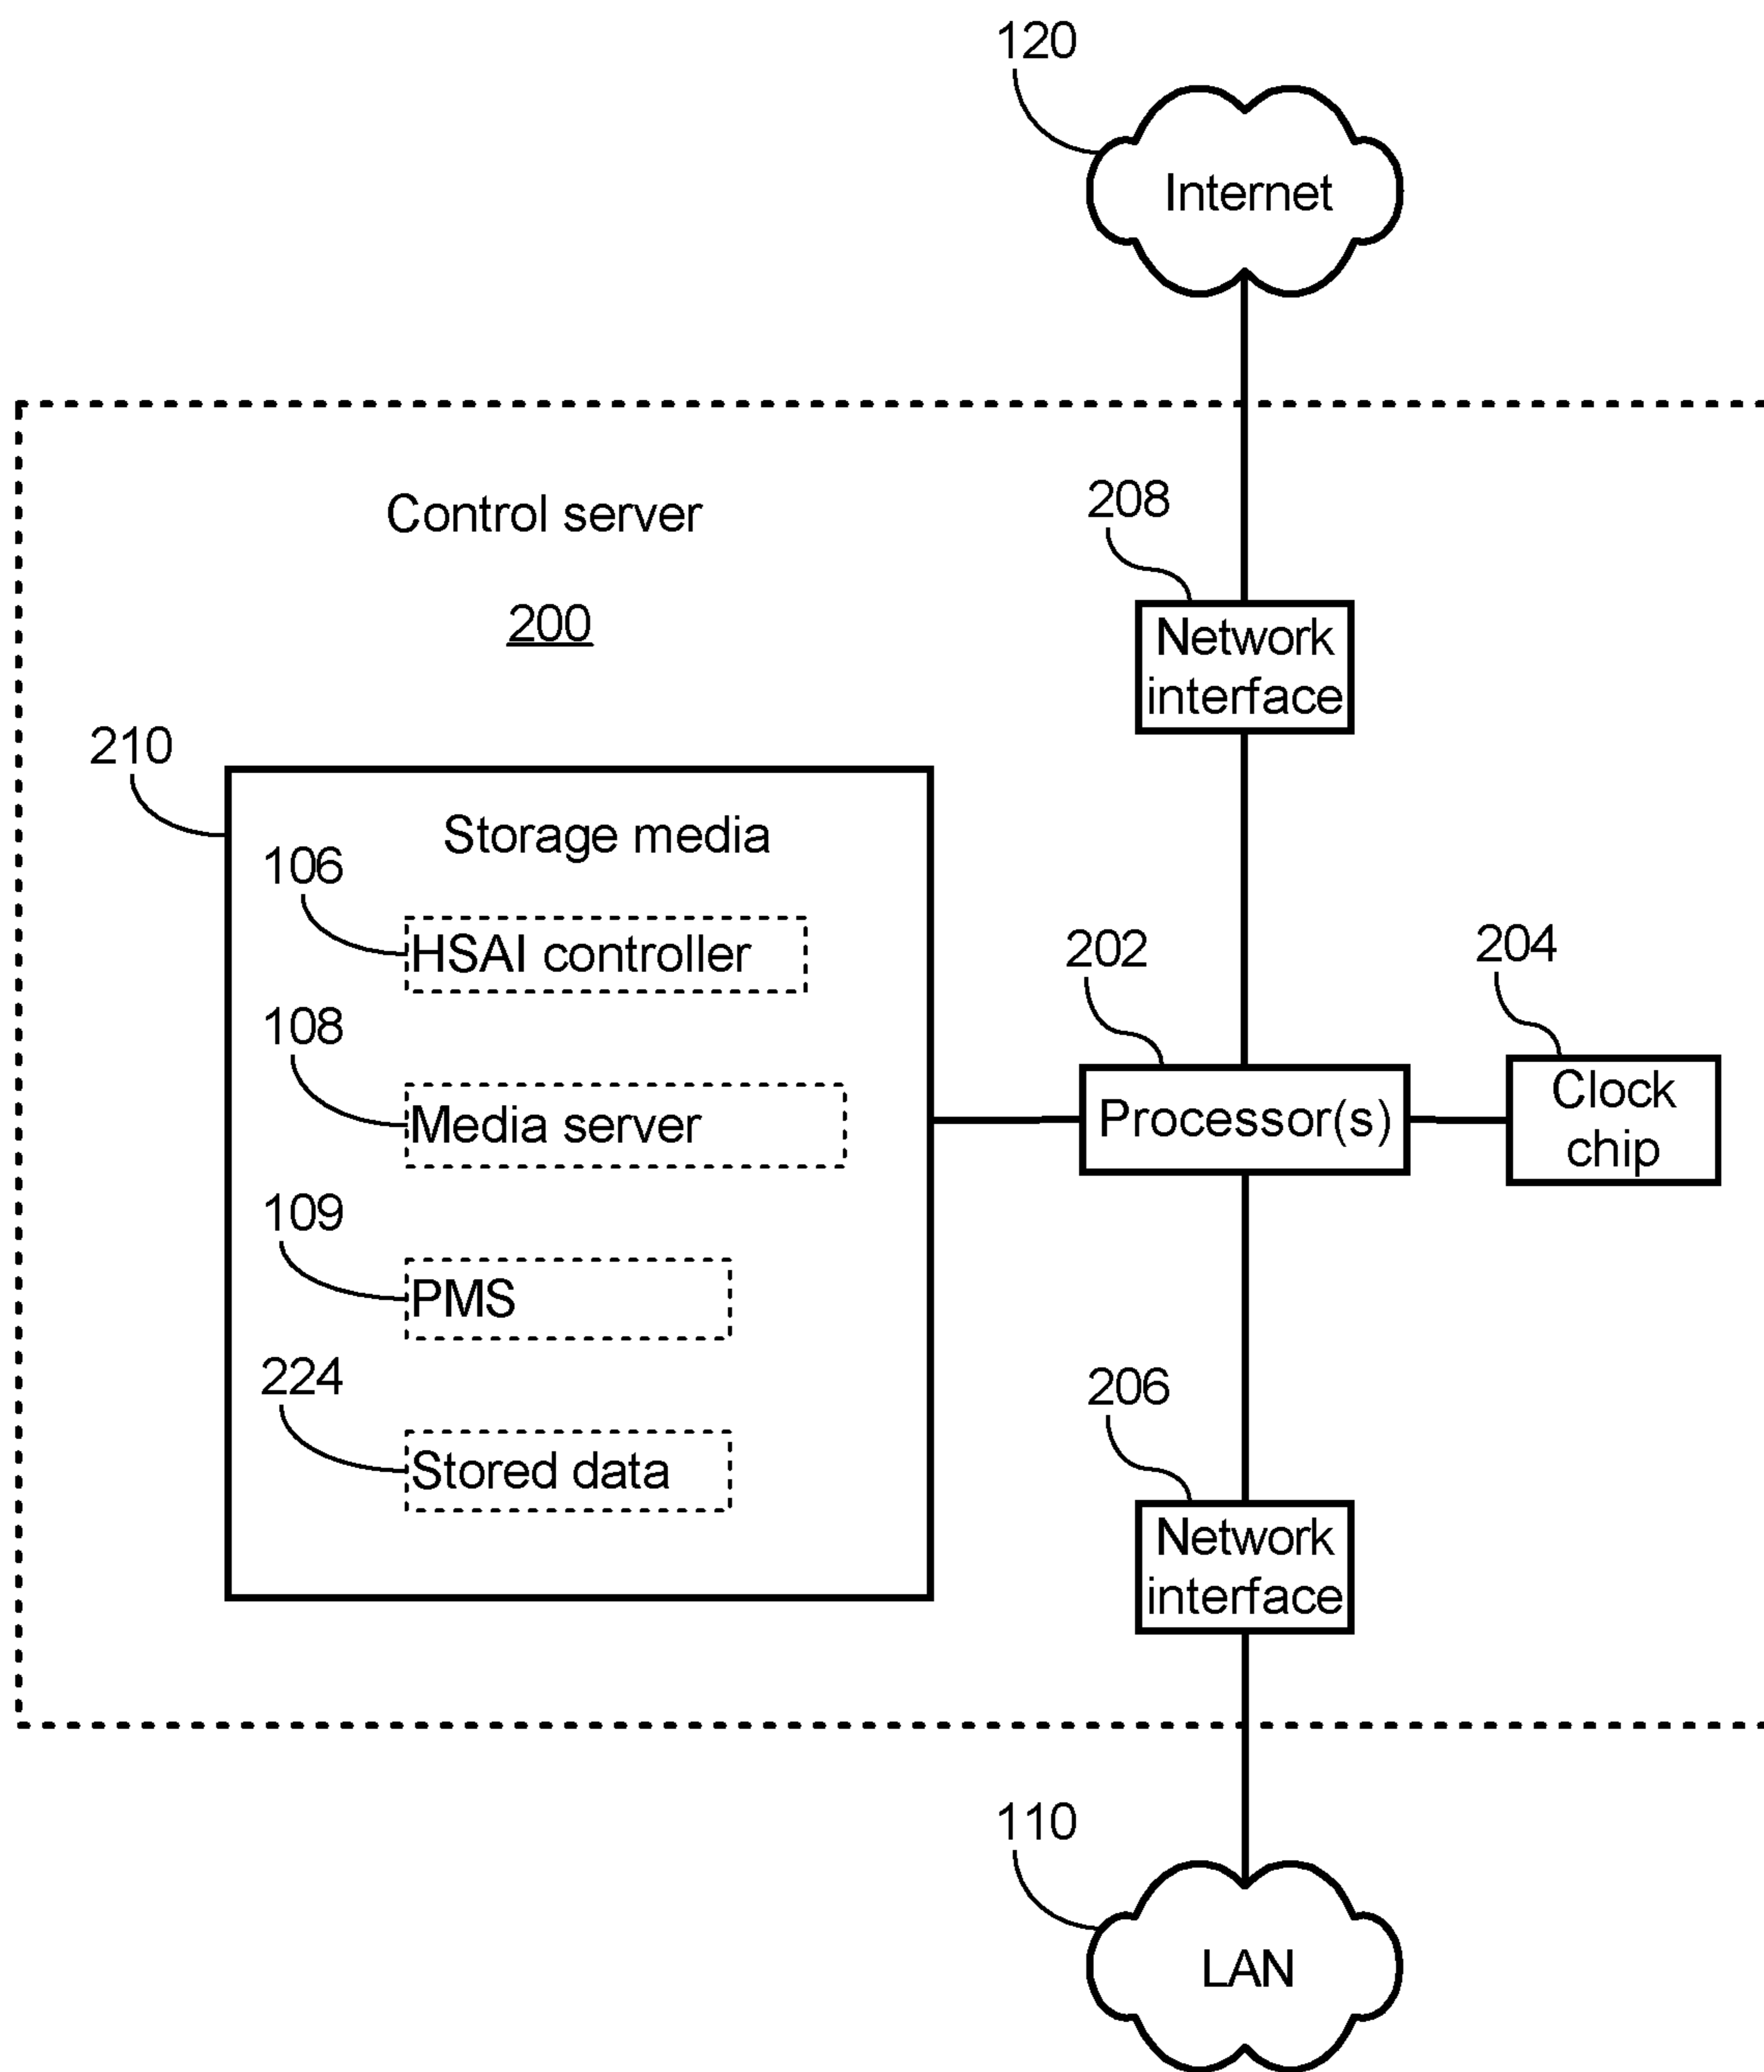 120
Internet
Control server
200
208
Network
interface
210
Storage media
106
HSAI controller
108
Media server
109
PMS
224
Stored data
202
Processor(s)
204
Clock
chip
206
Network
interface
110
LAN